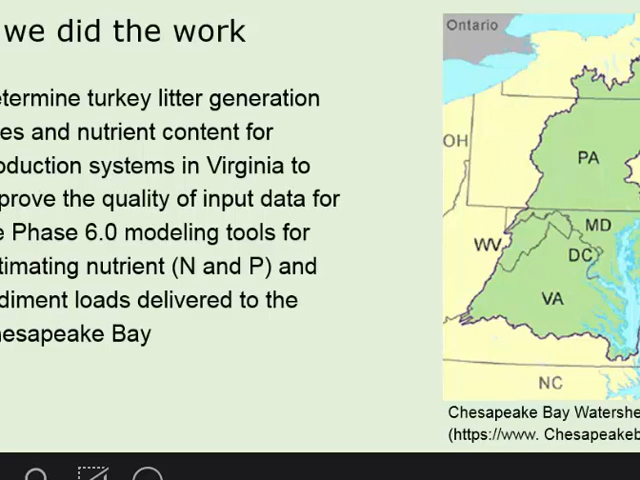 we did the work
etermine turkey litter generation
es and nutrient content for
oduction systems in Virginia to
prove the quality of input data for
e Phase 6.0 modeling tools for
timating nutrient (N and P) and
diment loads delivered to the
hesapeake Bay
Ontario
OH
PA
MD
WV
DC
VA
NC
Chesapeake Bay Watershe
(https://www. Chesapeakeb